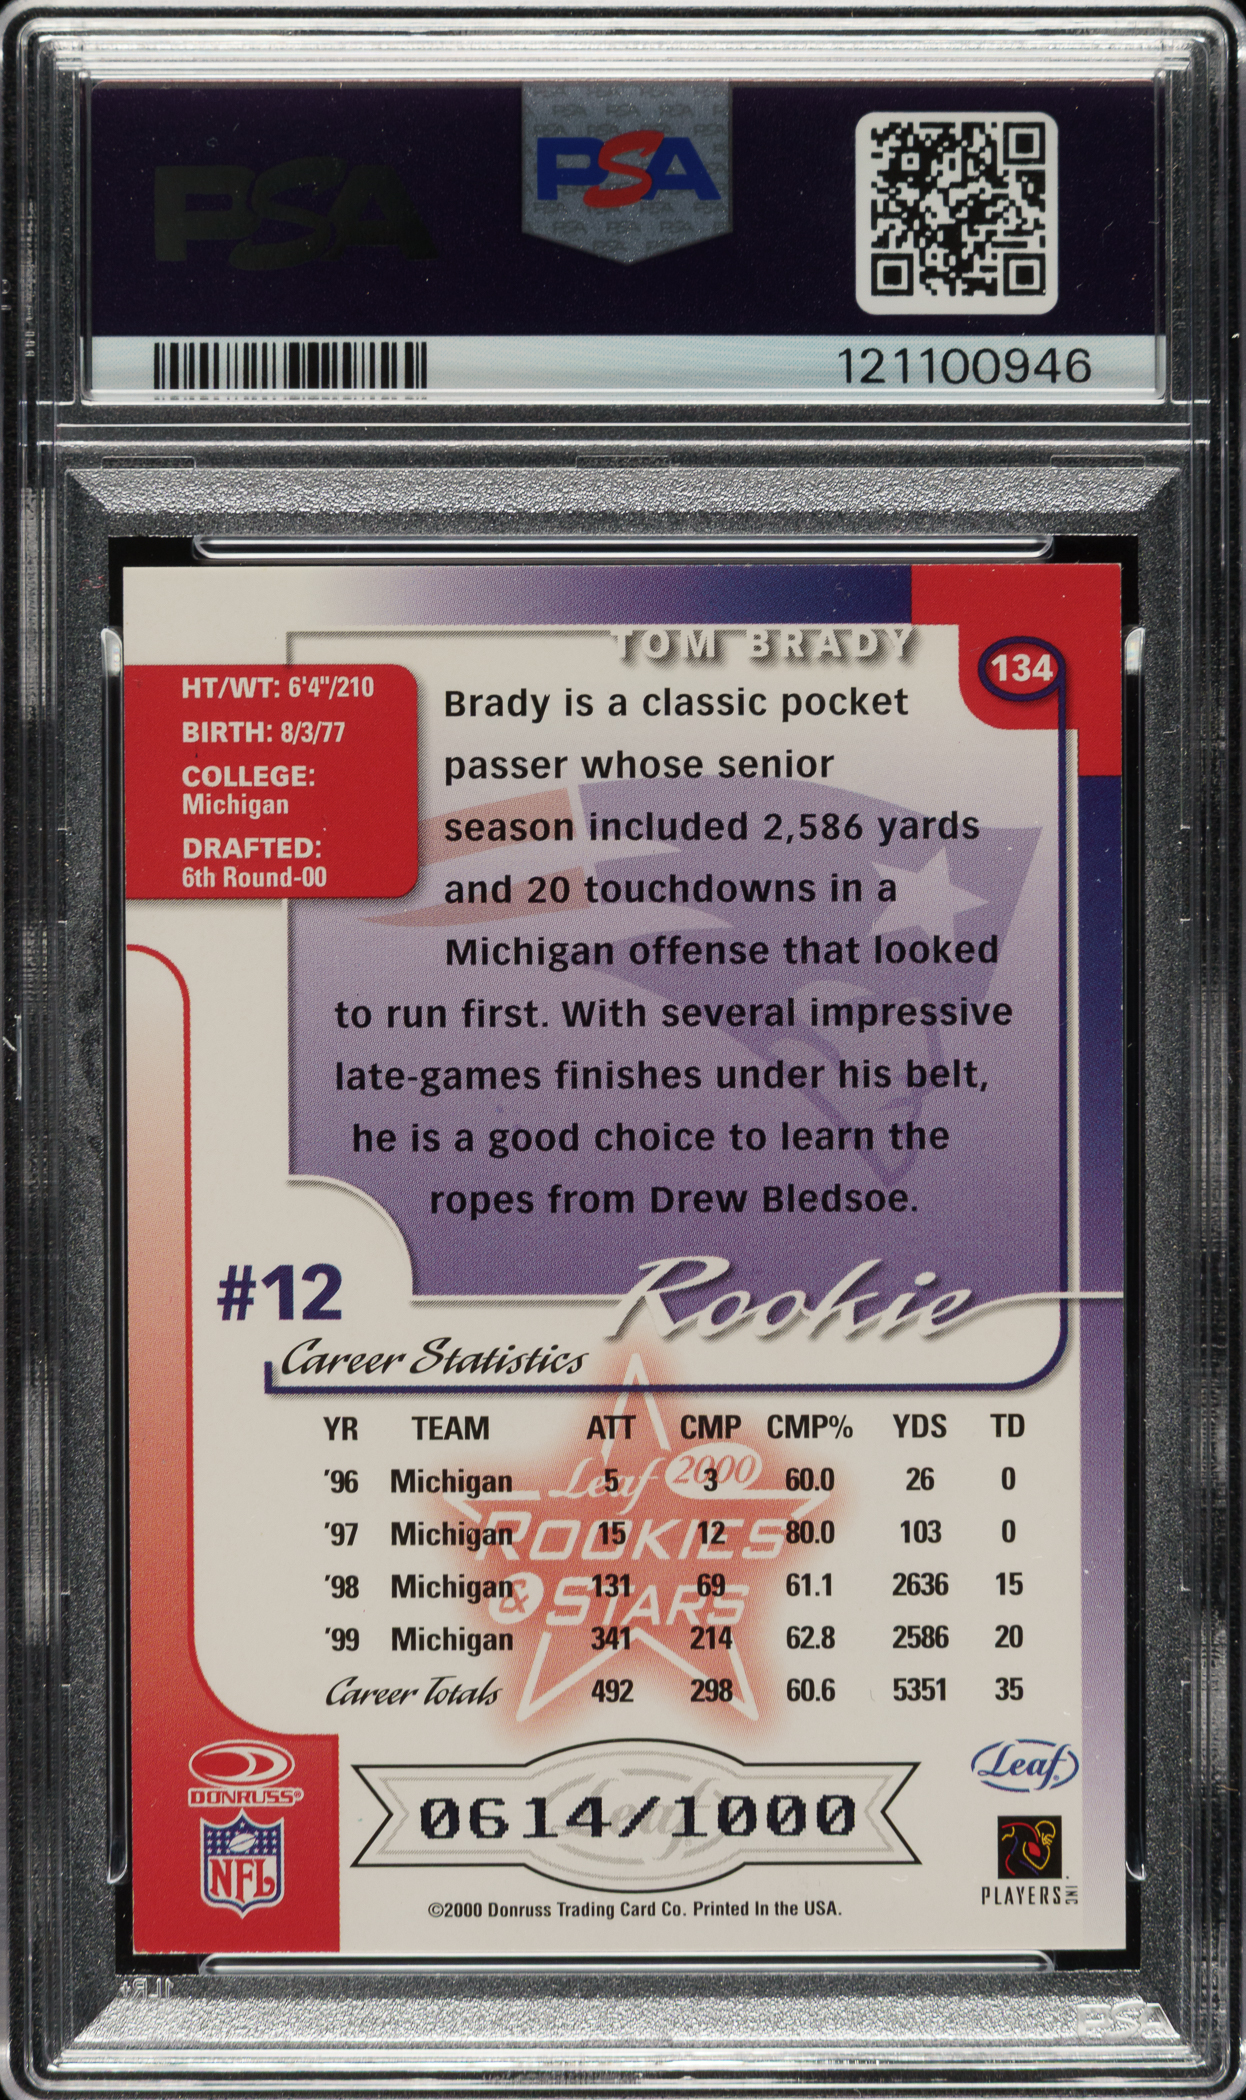 PSA
PSA
121100946
TOM BRADY
134
HT/WT: 6'4"/210
BIRTH: 8/3/77
COLLEGE:
Michigan
DRAFTED:
6th Round-00
Brady is a classic pocket
passer whose senior
season included 2,586 yards
and 20 touchdowns in a
Michigan offense that looked
to run first. With several impressive
late-games finishes under his belt,
he is a good choice to learn the
ropes from Drew Bledsoe.
#12
Rookie
Career Statistics
YR TEAM ATT CMP CMP% YDS TD
'96 Michigan 5 3 60.0 26 0
'97 Michigan 15 12 80.0 103 0
'98 Michigan 131 69 61.1 2636 15
'99 Michigan 341 214 62.8 2586 20
Career Totals 492 298 60.6 5351 35
Leaf 2000
ROOKIES
& STARS
DONRUSS®
NFL
Leaf
0614/1000
Leaf
PLAYERS INC
©2000 Donruss Trading Card Co. Printed In the USA.
PSA